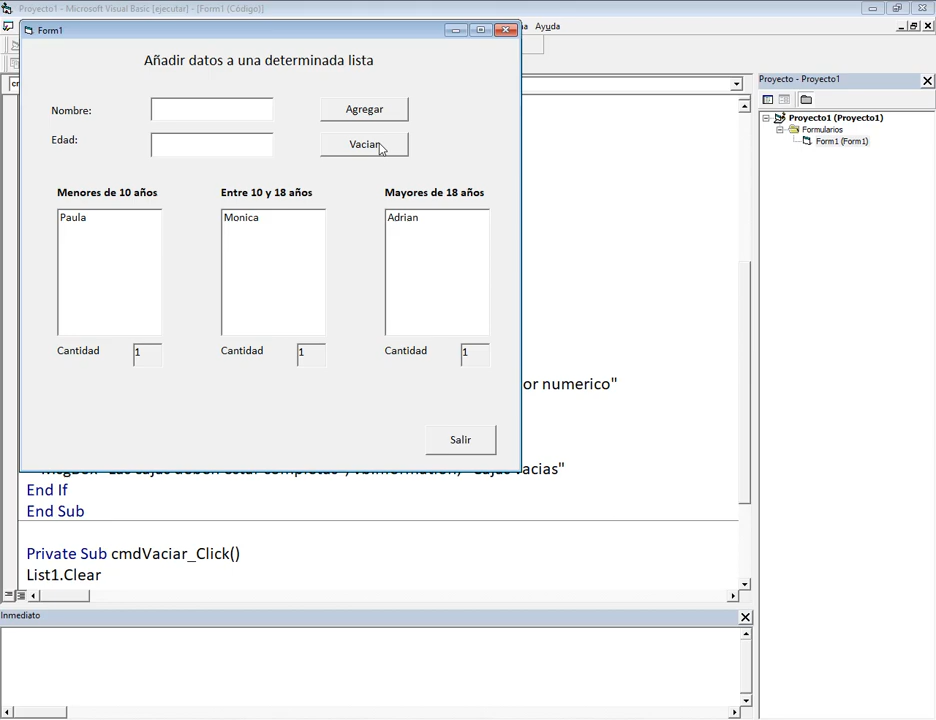 Proyecto1 - Microsoft Visual Basic [ejecutar] - [Form1 (Código)]
Form1
Ayuda
Añadir datos a una determinada lista
Nombre:
Agregar
Edad:
Vaciar
Menores de 10 años
Entre 10 y 18 años
Mayores de 18 años
Paula
Monica
Adrian
Cantidad
1
Cantidad
1
Cantidad
1
Salir
or numerico"
End If
End Sub
Private Sub cmdVaciar_Click()
List1.Clear
Inmediato
Proyecto - Proyecto1
Proyecto1 (Proyecto1)
Formularios
Form1 (Form1)